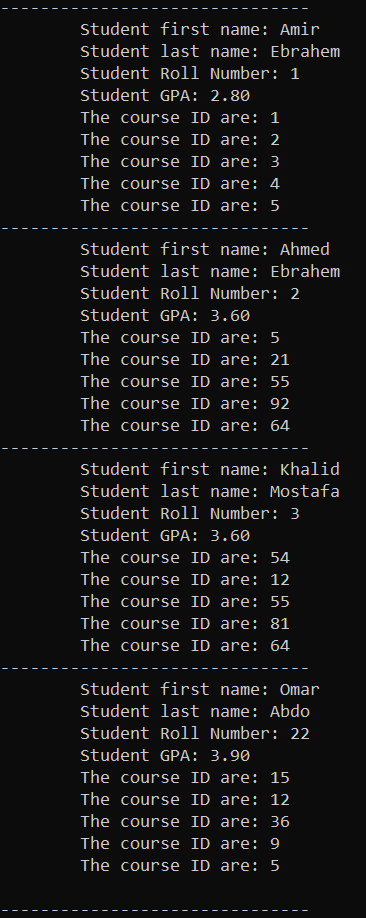 -------------------------------
Student first name: Amir
Student last name: Ebrahem
Student Roll Number: 1
Student GPA: 2.80
The course ID are: 1
The course ID are: 2
The course ID are: 3
The course ID are: 4
The course ID are: 5
-------------------------------
Student first name: Ahmed
Student last name: Ebrahem
Student Roll Number: 2
Student GPA: 3.60
The course ID are: 5
The course ID are: 21
The course ID are: 55
The course ID are: 92
The course ID are: 64
-------------------------------
Student first name: Khalid
Student last name: Mostafa
Student Roll Number: 3
Student GPA: 3.60
The course ID are: 54
The course ID are: 12
The course ID are: 55
The course ID are: 81
The course ID are: 64
-------------------------------
Student first name: Omar
Student last name: Abdo
Student Roll Number: 22
Student GPA: 3.90
The course ID are: 15
The course ID are: 12
The course ID are: 36
The course ID are: 9
The course ID are: 5
-------------------------------